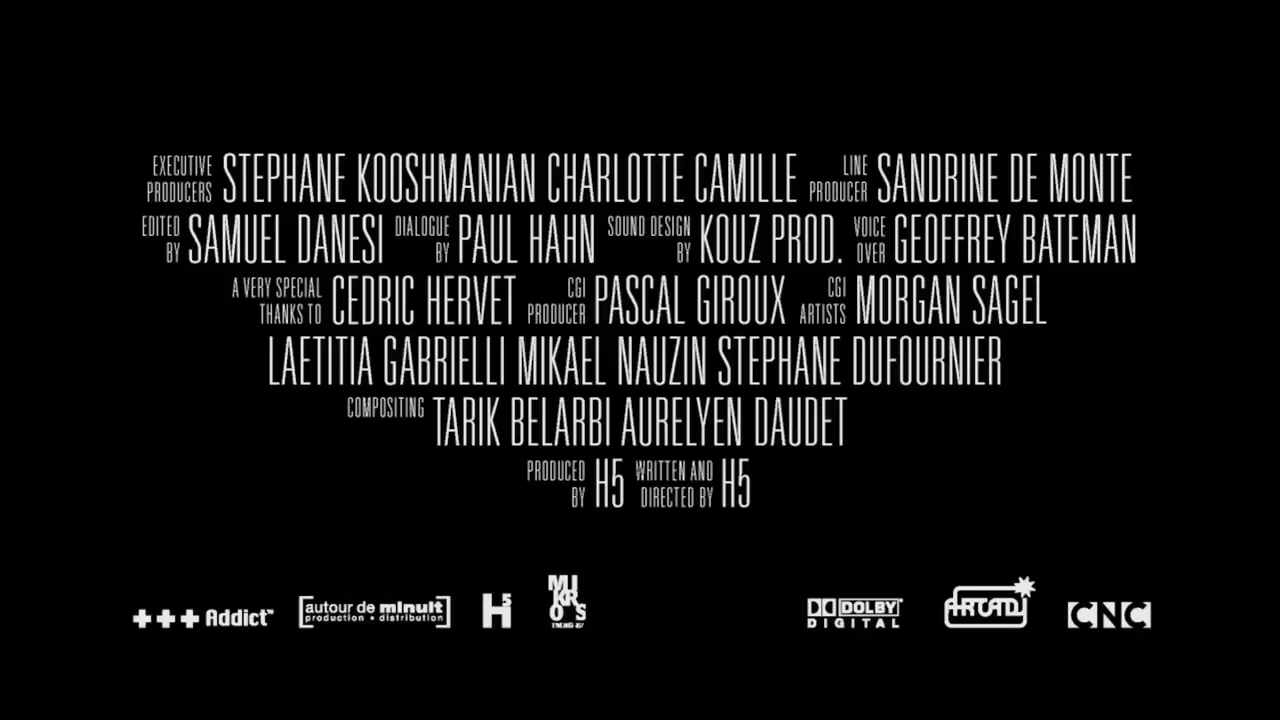 EXECUTIVE PRODUCERS STEPHANE KOOSHMANIAN CHARLOTTE CAMILLE LINE PRODUCER SANDRINE DE MONTE
EDITED BY SAMUEL DANESI DIALOGUE BY PAUL HAHN SOUND DESIGN BY KOUZ PROD. VOICE OVER GEOFFREY BATEMAN
A VERY SPECIAL THANKS TO CEDRIC HERVET CGI PRODUCER PASCAL GIROUX CGI ARTISTS MORGAN SAGEL
LAETITIA GABRIELLI MIKAEL NAUZIN STEPHANE DUFOURNIER
COMPOSITING TARIK BELARBI AURELYEN DAUDET
PRODUCED BY H5 WRITTEN AND DIRECTED BY H5
+++ Addict™
[autour de minuit production • distribution]
H5
MIKROS
DOLBY DIGITAL
ARCADI
CNC